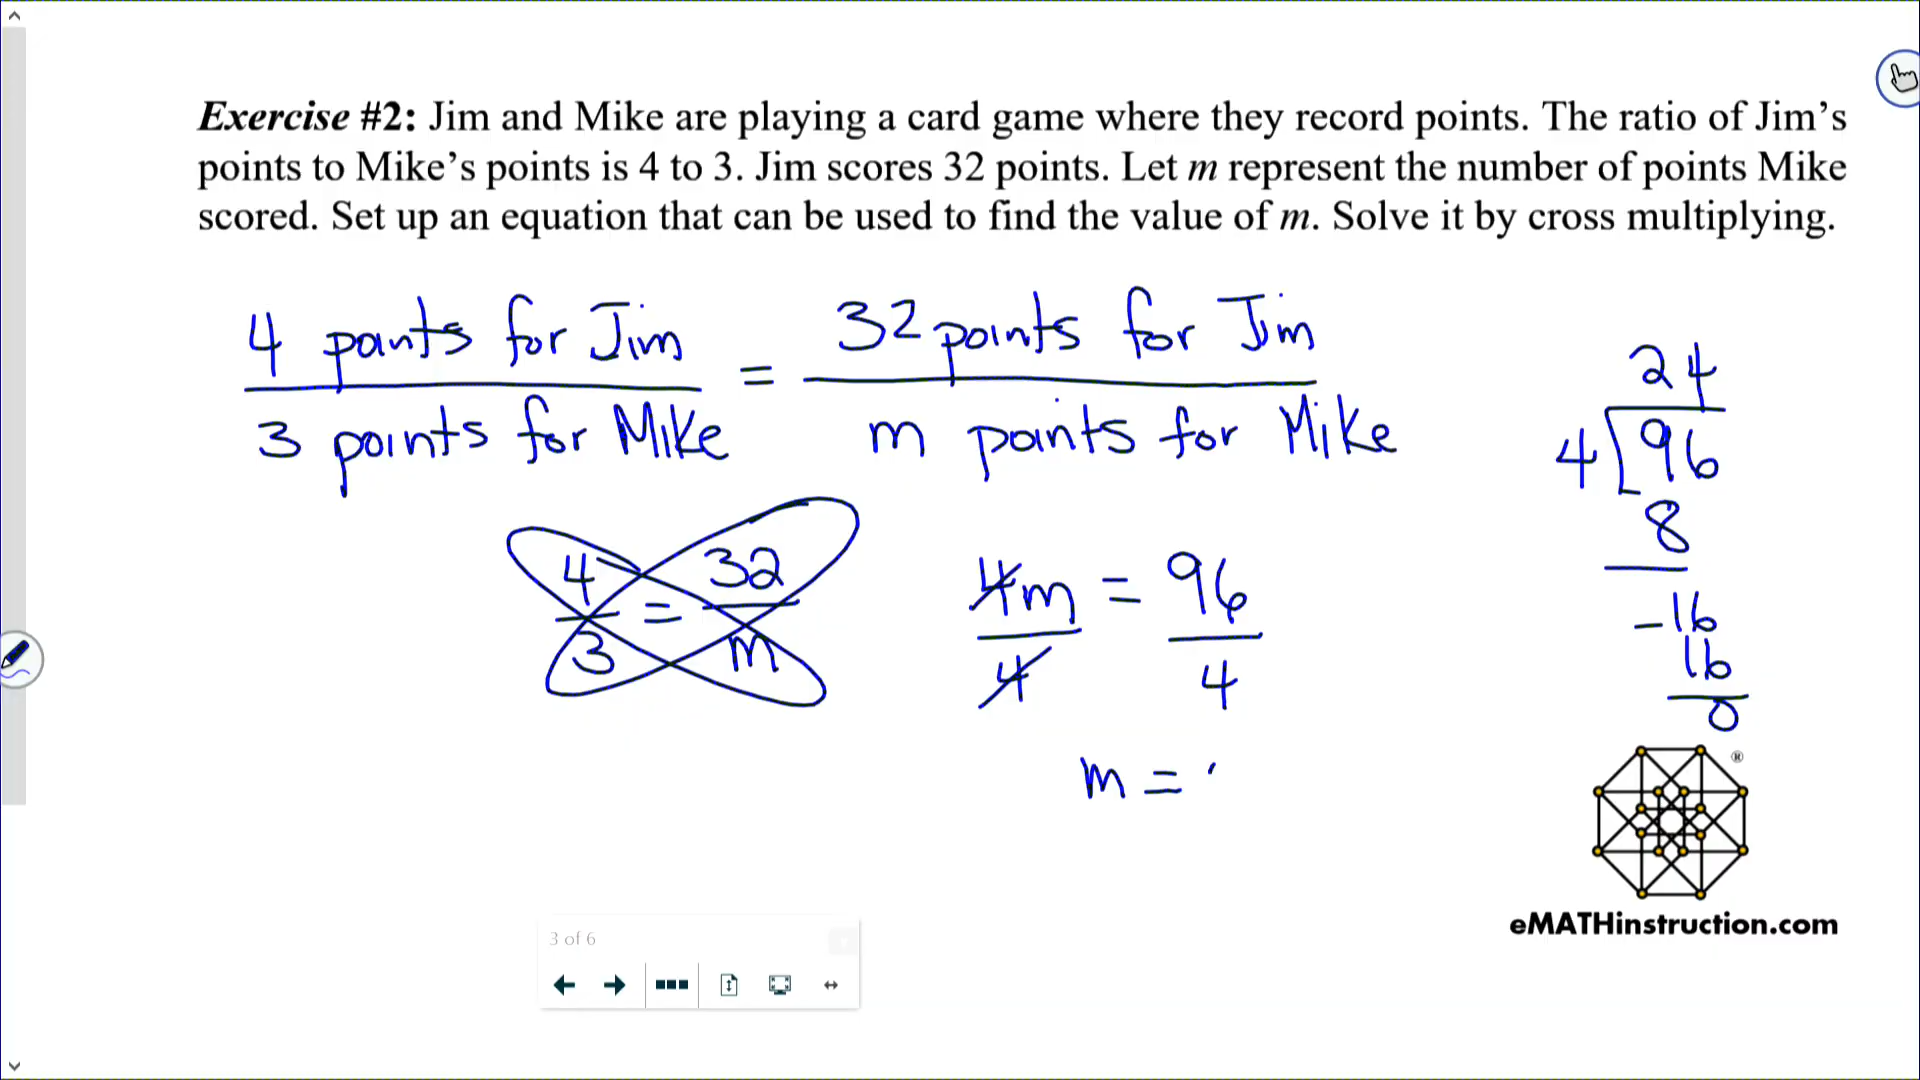 Exercise #2: Jim and Mike are playing a card game where they record points. The ratio of Jim's
points to Mike's points is 4 to 3. Jim scores 32 points. Let m represent the number of points Mike
scored. Set up an equation that can be used to find the value of m. Solve it by cross multiplying.
4 points for Jim = 32 points for Jim
3 points for Mike m points for Mike
24
4 96
8
-16
16
0
4 = 32
3 m
4m = 96
4 4
m =
®
eMATHinstruction.com
3 of 6